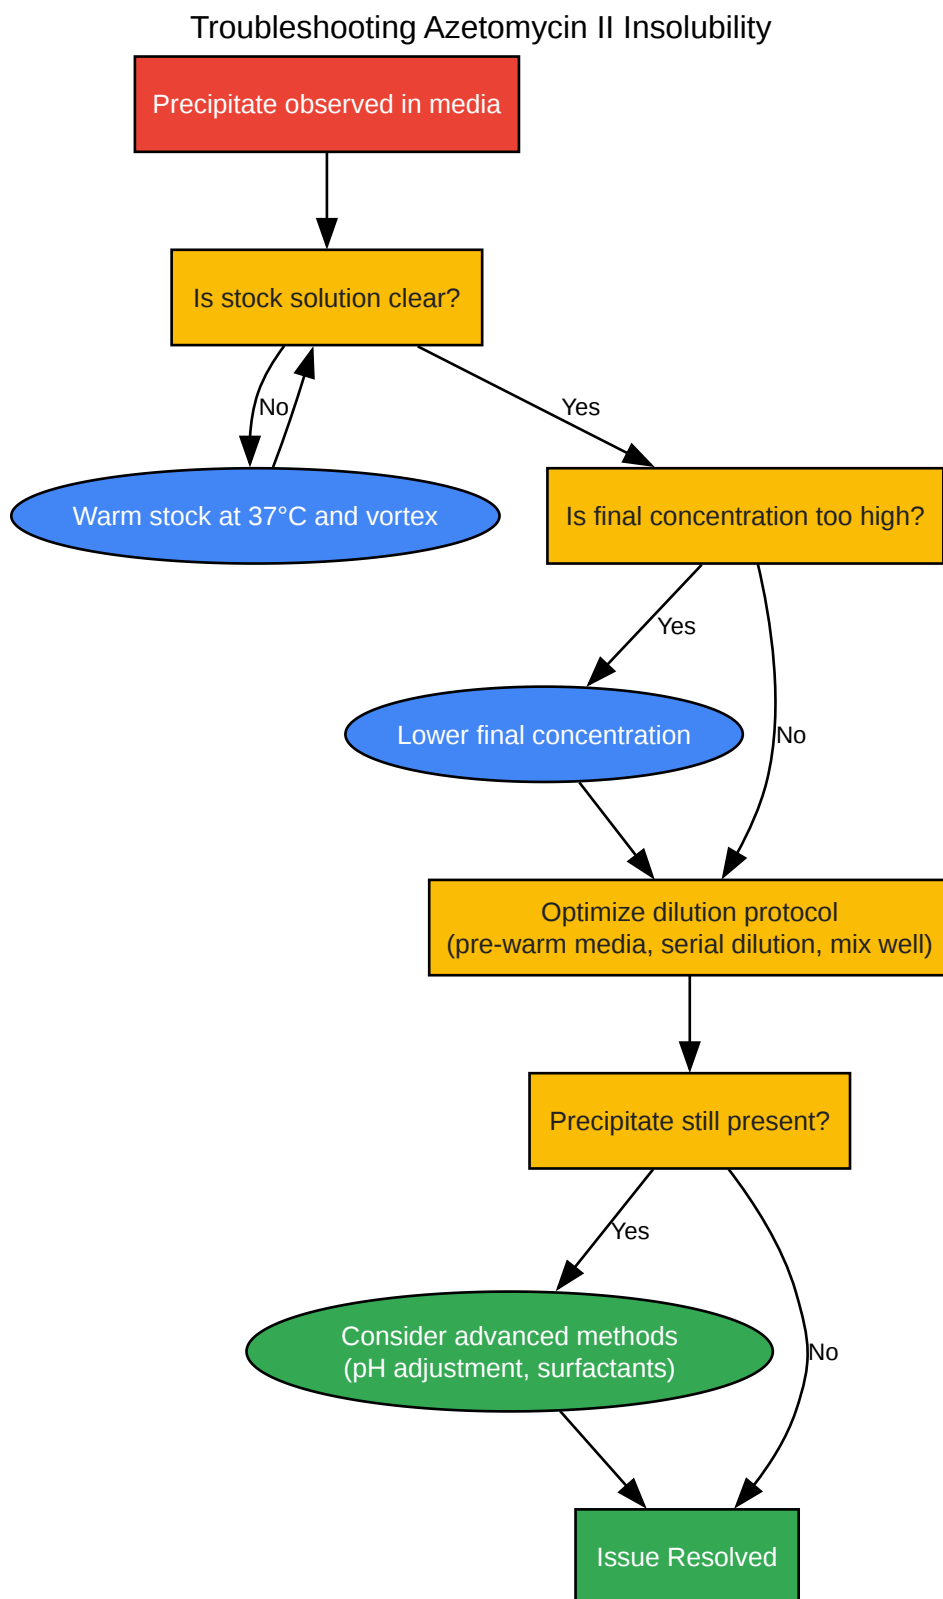 Troubleshooting Azetomycin II Insolubility
Precipitate observed in media
Is stock solution clear?
No
Yes
Warm stock at 37°C and vortex
Is final concentration too high?
Yes
Lower final concentration
No
Optimize dilution protocol
(pre-warm media, serial dilution, mix well)
Precipitate still present?
Yes
Consider advanced methods
(pH adjustment, surfactants)
No
Issue Resolved